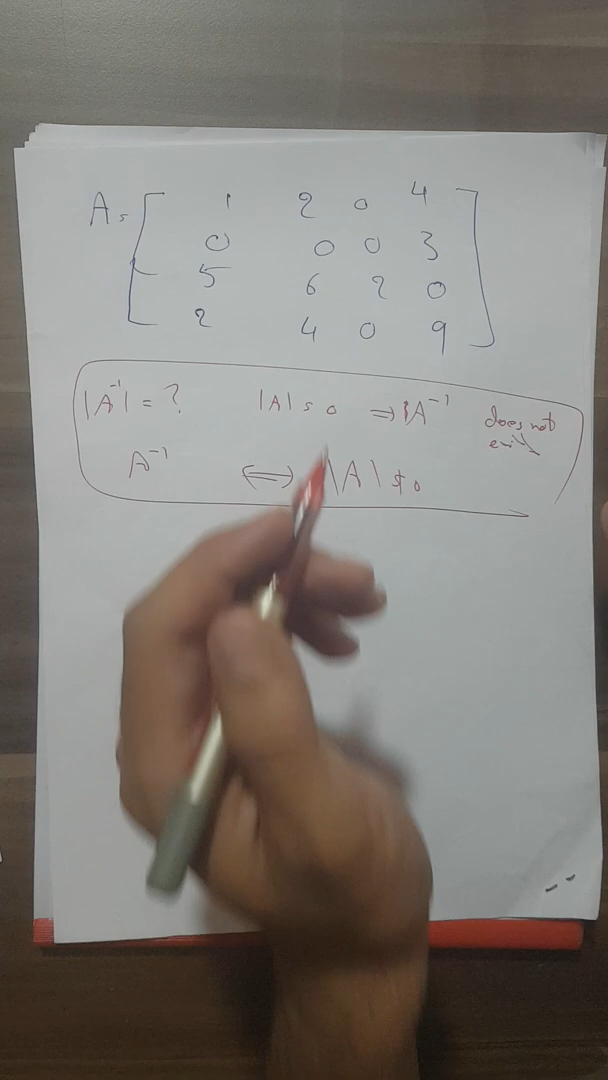 A = [ 1 2 0 4
0 0 0 3
5 6 2 0
2 4 0 9 ]
|A⁻¹| = ? |A| = 0 ⇒ A⁻¹ does not exist
A⁻¹ ⟺ |A| ≠ 0